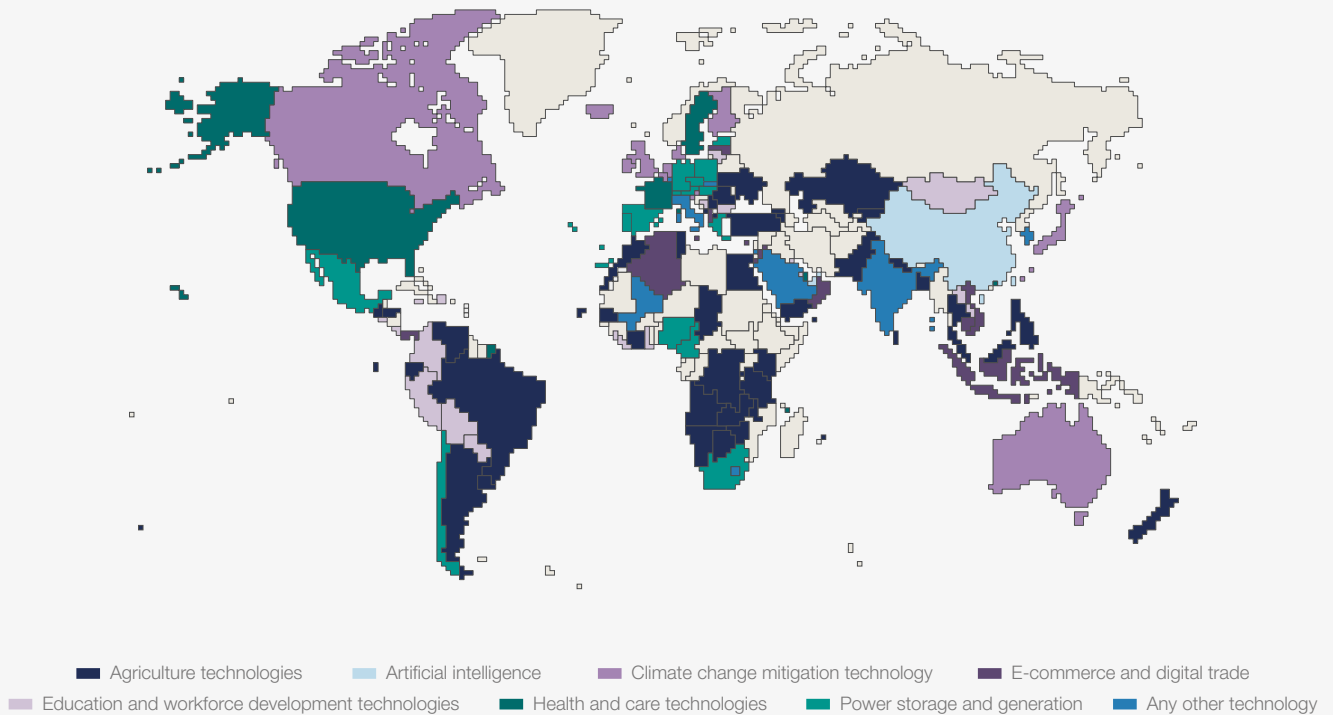 Agriculture technologies Artificial intelligence Climate change mitigation technology E-commerce and digital trade
Education and workforce development technologies Health and care technologies Power storage and generation Any other technology